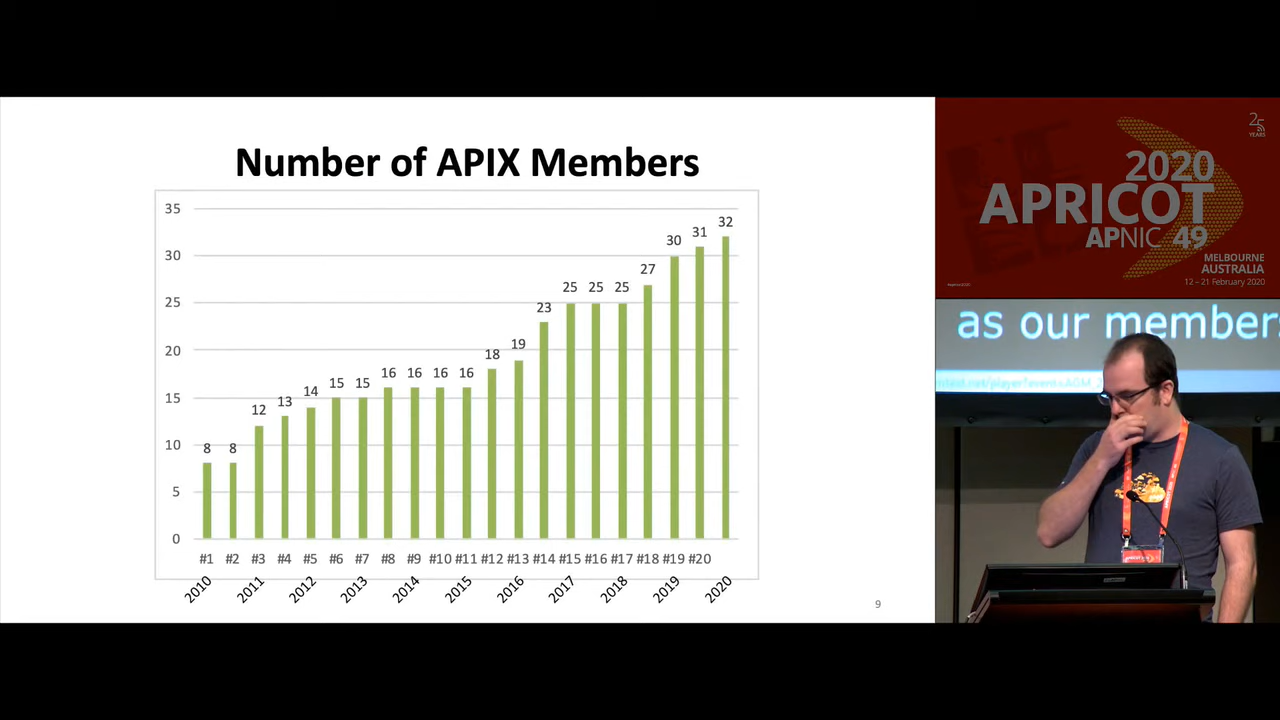 Number of APIX Members
35
30
25
20
15
10
5
0
8 8 12 13 14 15 15 16 16 16 16 18 19 23 25 25 25 27 30 31 32
#1 #2 #3 #4 #5 #6 #7 #8 #9 #10 #11 #12 #13 #14 #15 #16 #17 #18 #19 #20
2010 2011 2012 2013 2014 2015 2016 2017 2018 2019 2020
9
25
YEARS
2020
APRICOT
APNIC 49
MELBOURNE
AUSTRALIA
12 – 21 February 2020
as our members